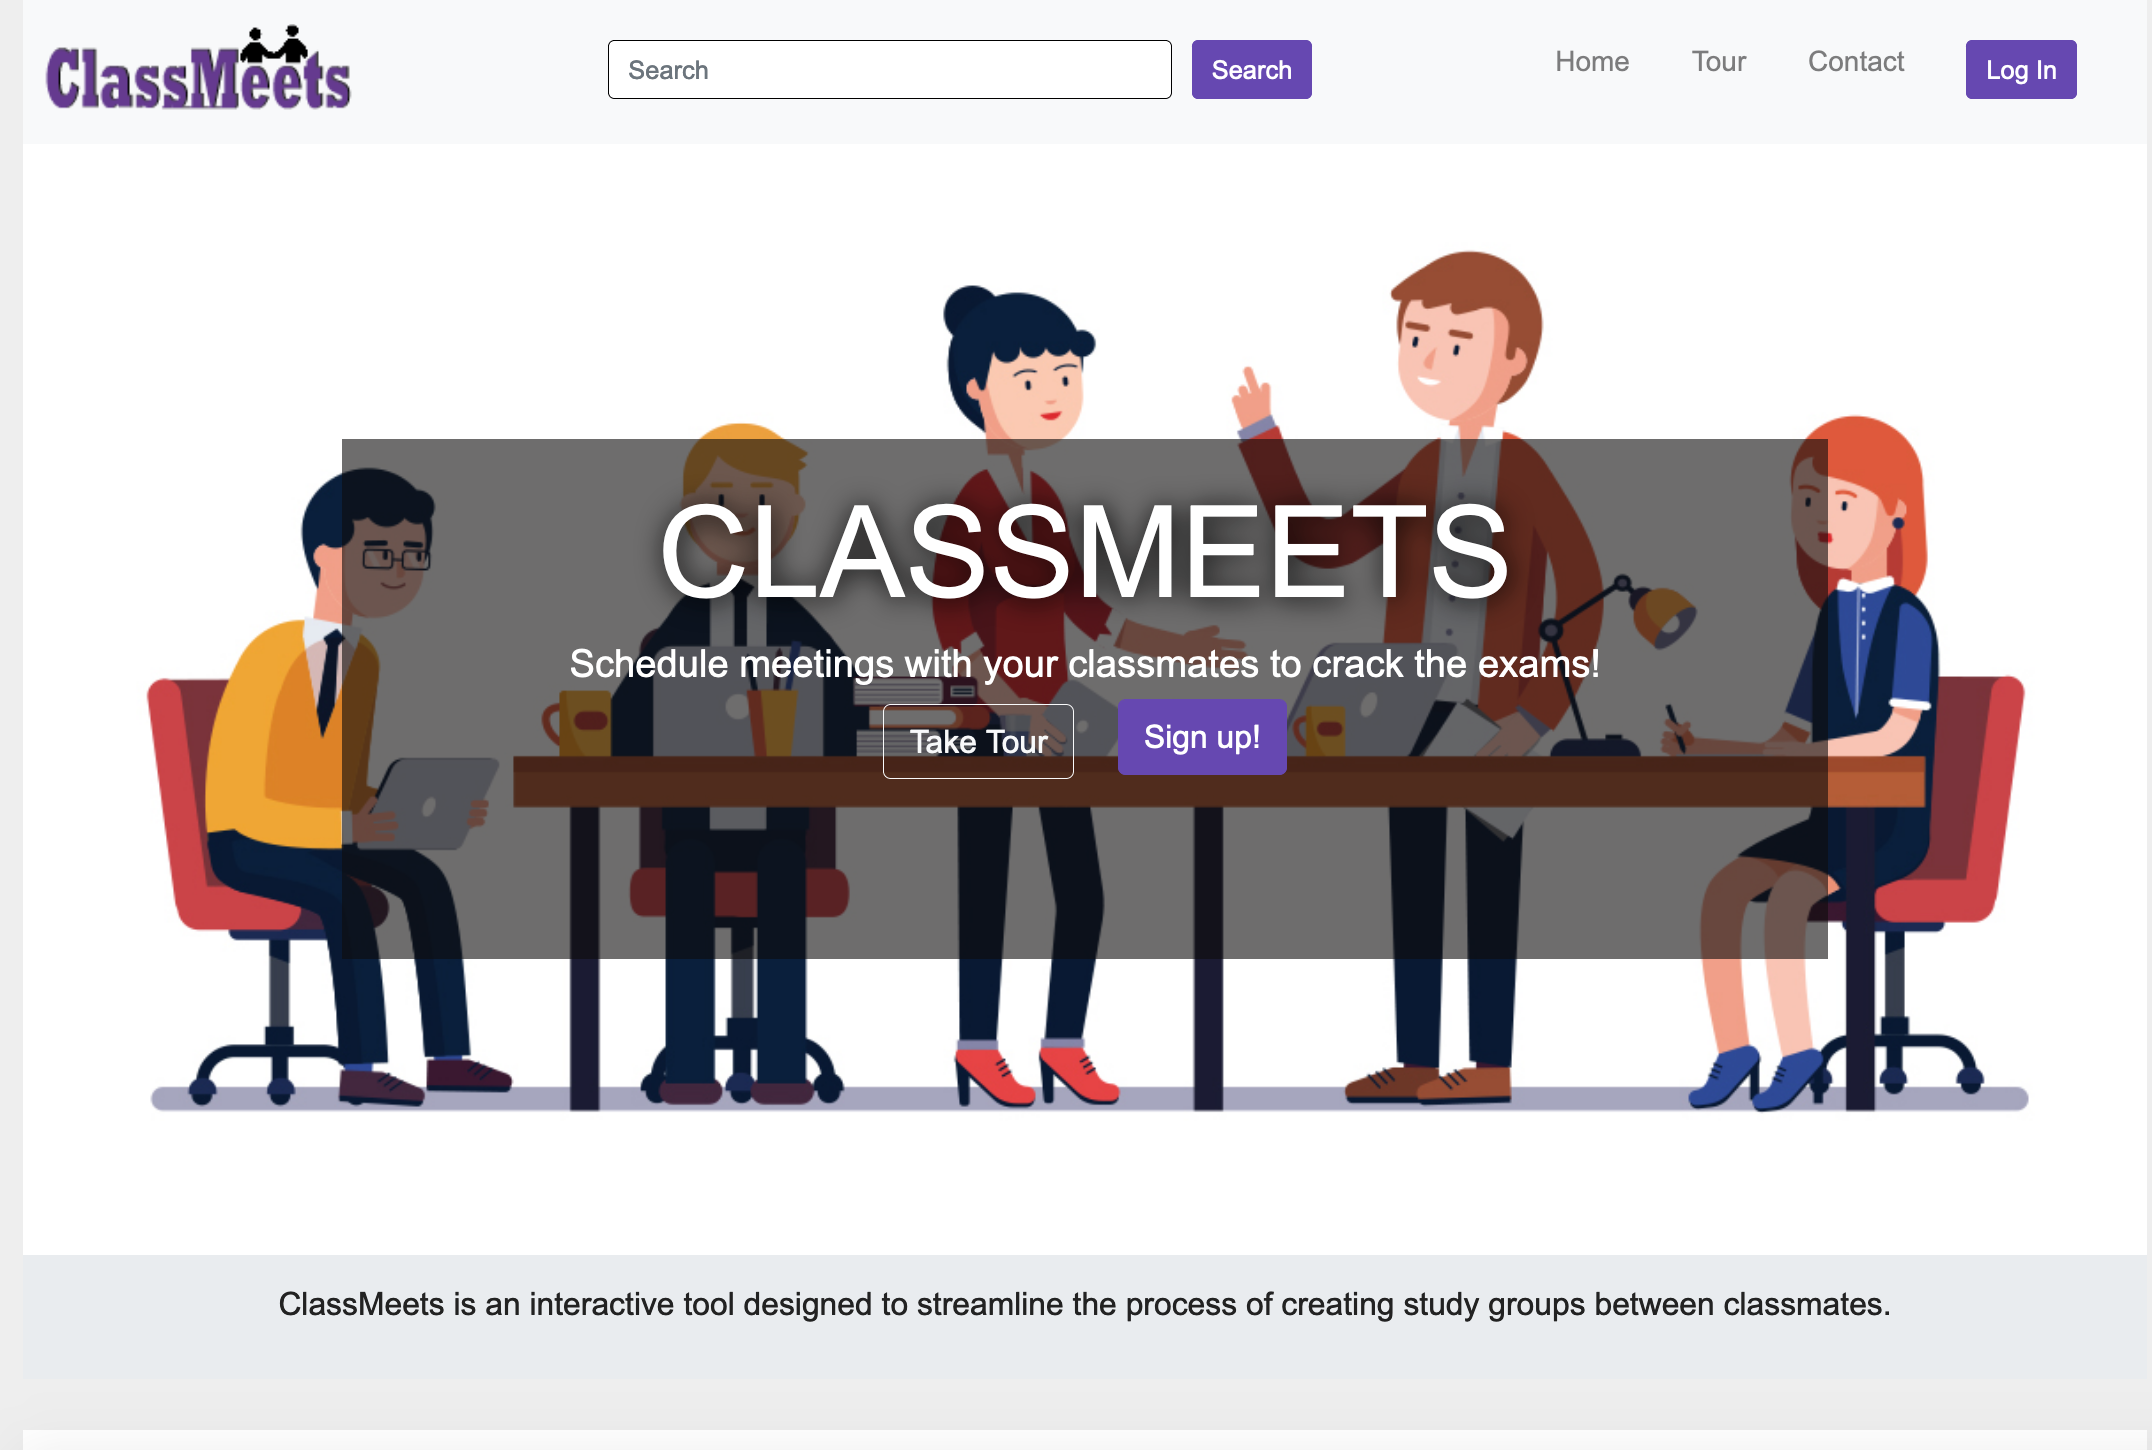 ClassMeets
Search
Search
Home
Tour
Contact
Log In
CLASSMEETS
Schedule meetings with your classmates to crack the exams!
Take Tour
Sign up!
ClassMeets is an interactive tool designed to streamline the process of creating study groups between classmates.